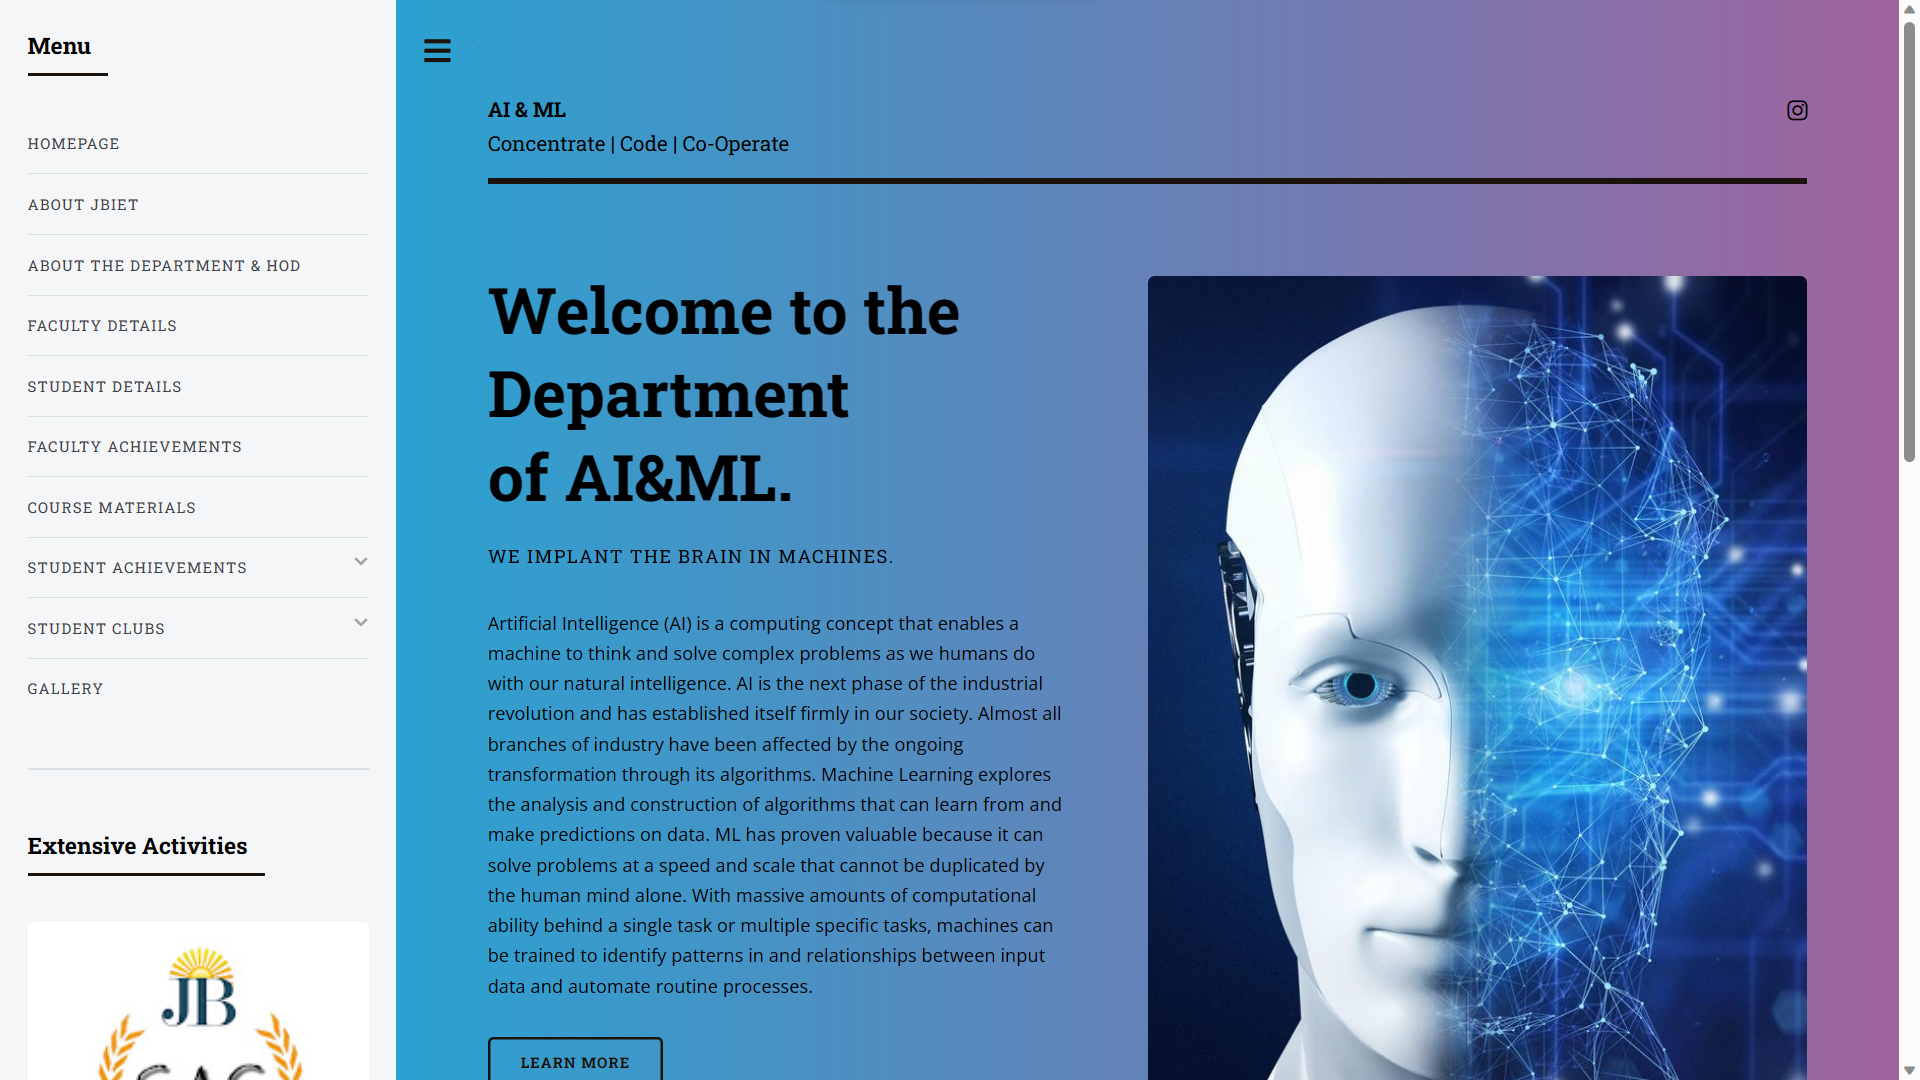 Menu
HOMEPAGE
ABOUT JBIET
ABOUT THE DEPARTMENT & HOD
FACULTY DETAILS
STUDENT DETAILS
FACULTY ACHIEVEMENTS
COURSE MATERIALS
STUDENT ACHIEVEMENTS
STUDENT CLUBS
GALLERY
Extensive Activities
JB
AI & ML
Concentrate | Code | Co-Operate
Welcome to the
Department
of AI&ML.
WE IMPLANT THE BRAIN IN MACHINES.
Artificial Intelligence (AI) is a computing concept that enables a
machine to think and solve complex problems as we humans do
with our natural intelligence. AI is the next phase of the industrial
revolution and has established itself firmly in our society. Almost all
branches of industry have been affected by the ongoing
transformation through its algorithms. Machine Learning explores
the analysis and construction of algorithms that can learn from and
make predictions on data. ML has proven valuable because it can
solve problems at a speed and scale that cannot be duplicated by
the human mind alone. With massive amounts of computational
ability behind a single task or multiple specific tasks, machines can
be trained to identify patterns in and relationships between input
data and automate routine processes.
LEARN MORE